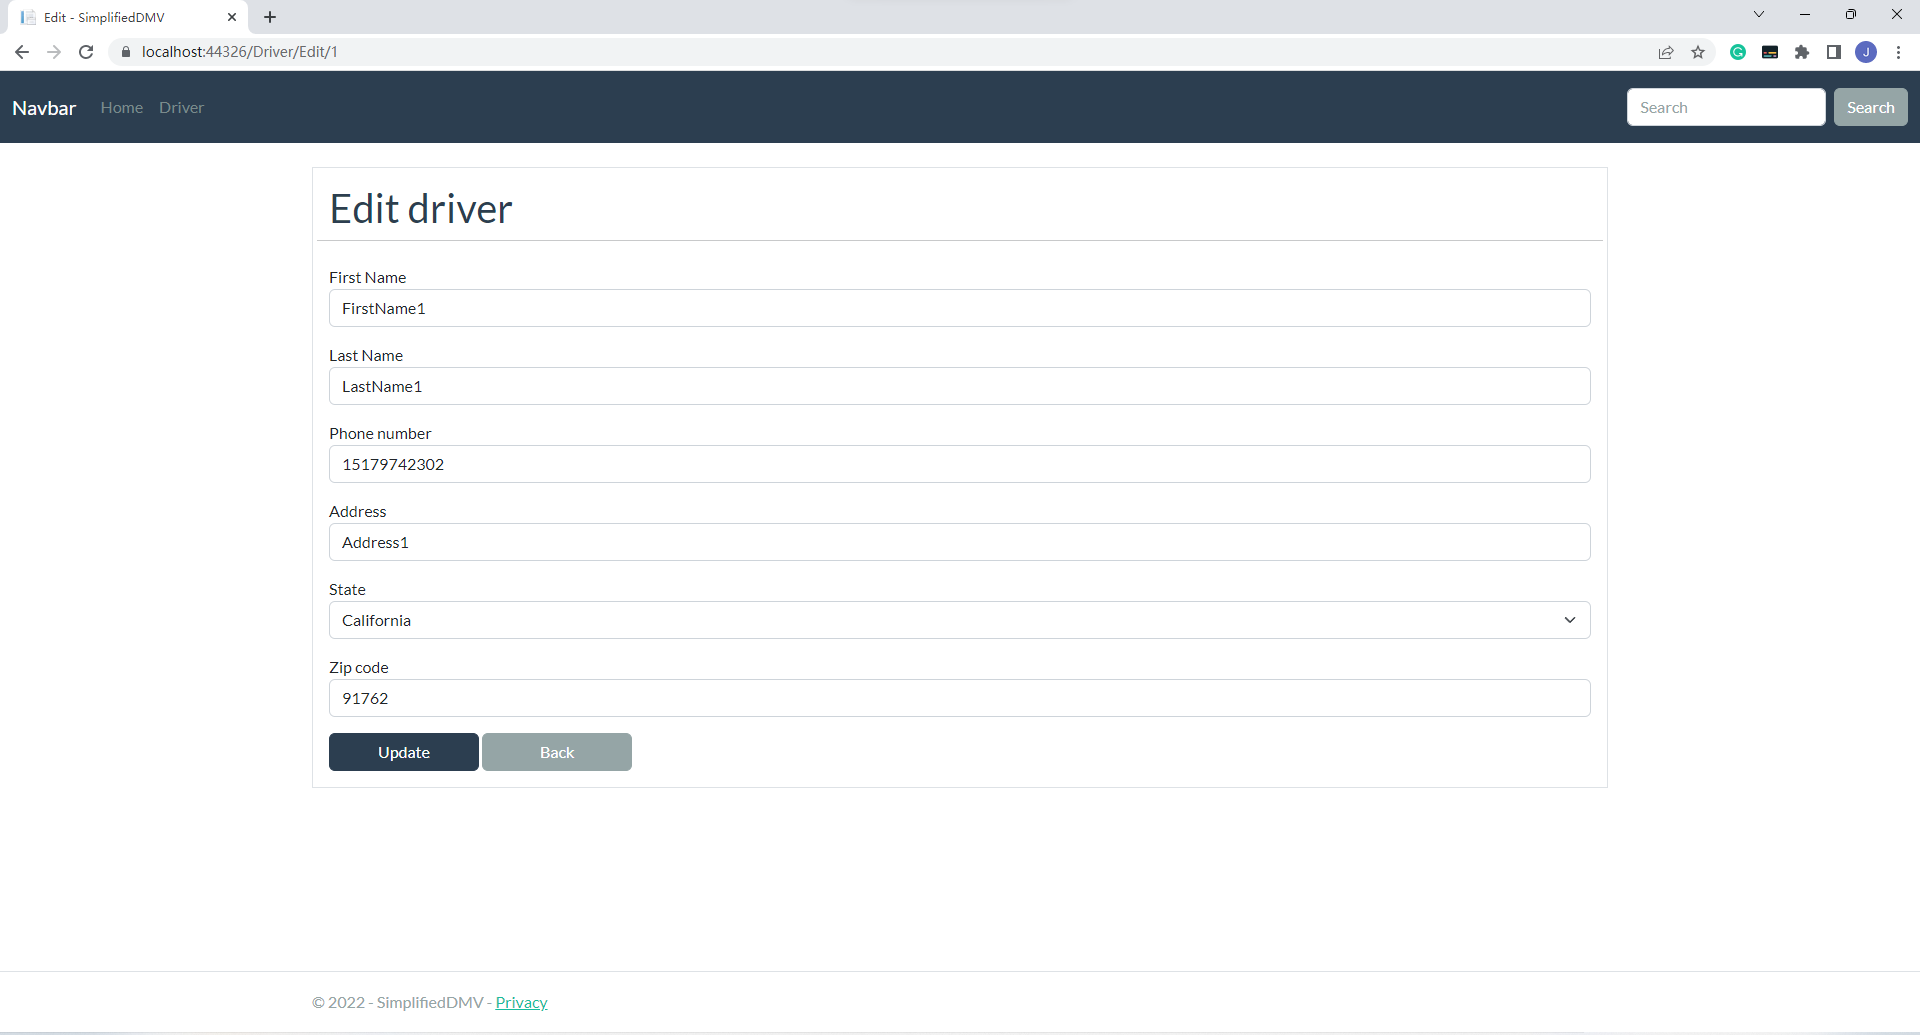 Edit - SimplifiedDMV
localhost:44326/Driver/Edit/1
J
Navbar Home Driver Search Search
Edit driver
First Name
FirstName1
Last Name
LastName1
Phone number
15179742302
Address
Address1
State
California
Zip code
91762
Update Back
© 2022 - SimplifiedDMV - Privacy